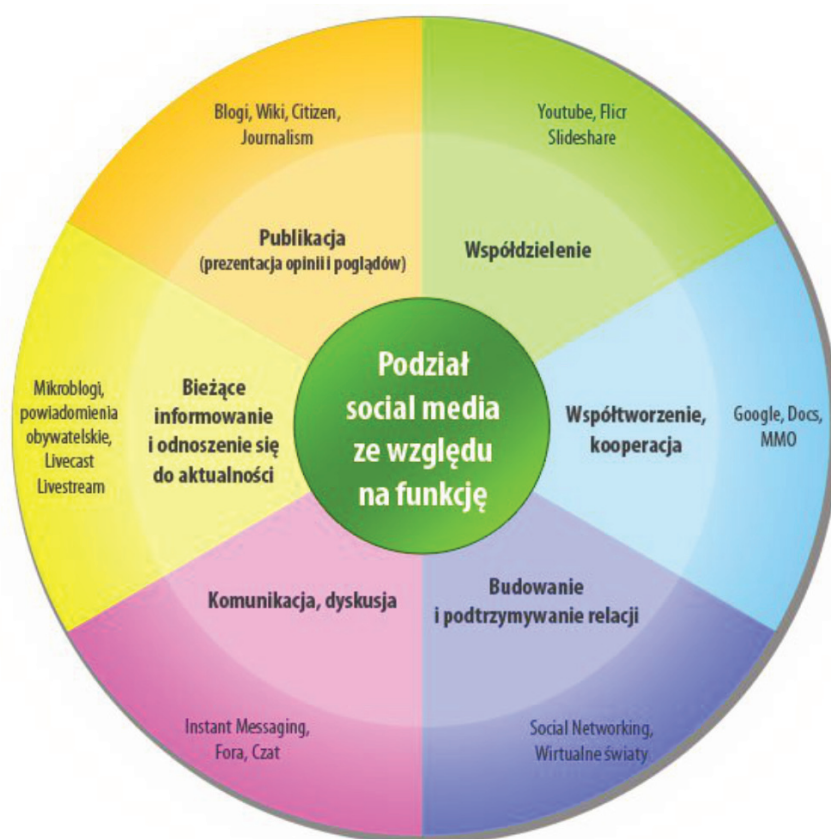 Blogi, Wiki, Citizen,
Journalism
Youtube, Flicr
Slideshare
Publikacja
(prezentacja opinii i poglądów)
Współdzielenie
Mikroblogi,
powiadomienia
obywatelskie,
Livecast
Livestream
Bieżące
informowanie
i odnoszenie się
do aktualności
Podział
social media
ze względu
na funkcję
Współtworzenie,
kooperacja
Google, Docs,
MMO
Komunikacja, dyskusja
Budowanie
i podtrzymywanie relacji
Instant Messaging,
Fora, Czat
Social Networking,
Wirtualne światy